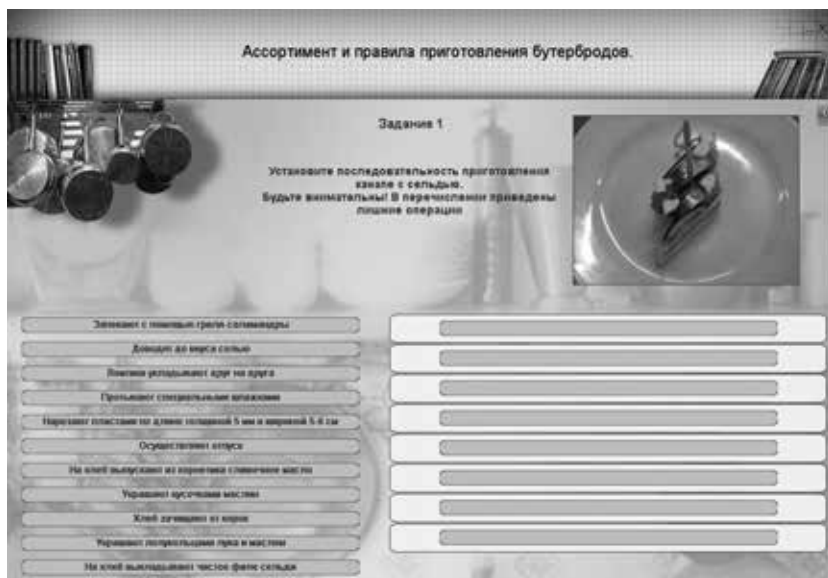 Ассортимент и правила приготовления бутербродов.
Задание 1
Установите последовательность приготовления
канапе с сельдью.
Будьте внимательны! В перечислении приведены
лишние операции
Запекают с помощью гриля-саламандры
Доводят до вкуса солью
Ломтики укладывают друг на друга
Протыкают специальными шпажками
Нарезают пластами по длине толщиной 5 мм и шириной 5-6 см
Осуществляют отпуск
На хлеб выпускают из корнетика сливочное масло
Украшают кусочками маслин
Хлеб зачищают от корок
Украшают полукольцами лука и маслин
На хлеб выкладывают чистое филе сельди